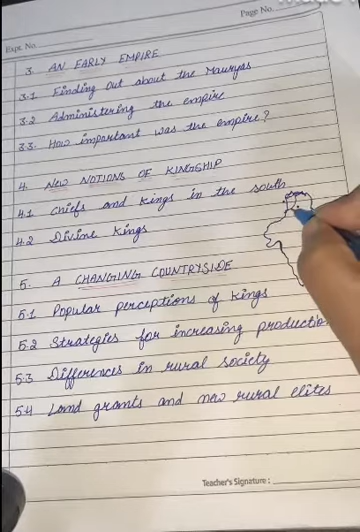 Page No.
Expt. No.
3. AN EARLY EMPIRE
3.1 Finding out about the Mauryas
3.2 Administering the empire
3.3 How important was the empire?
4. NEW NOTIONS OF KINGSHIP
4.1 Chiefs and kings in the south
4.2 Divine kings
5. A CHANGING COUNTRYSIDE
5.1 Popular perceptions of kings
5.2 Strategies for increasing production
5.3 Differences in rural society
5.4 Land grants and new rural elites
Teacher's Signature :